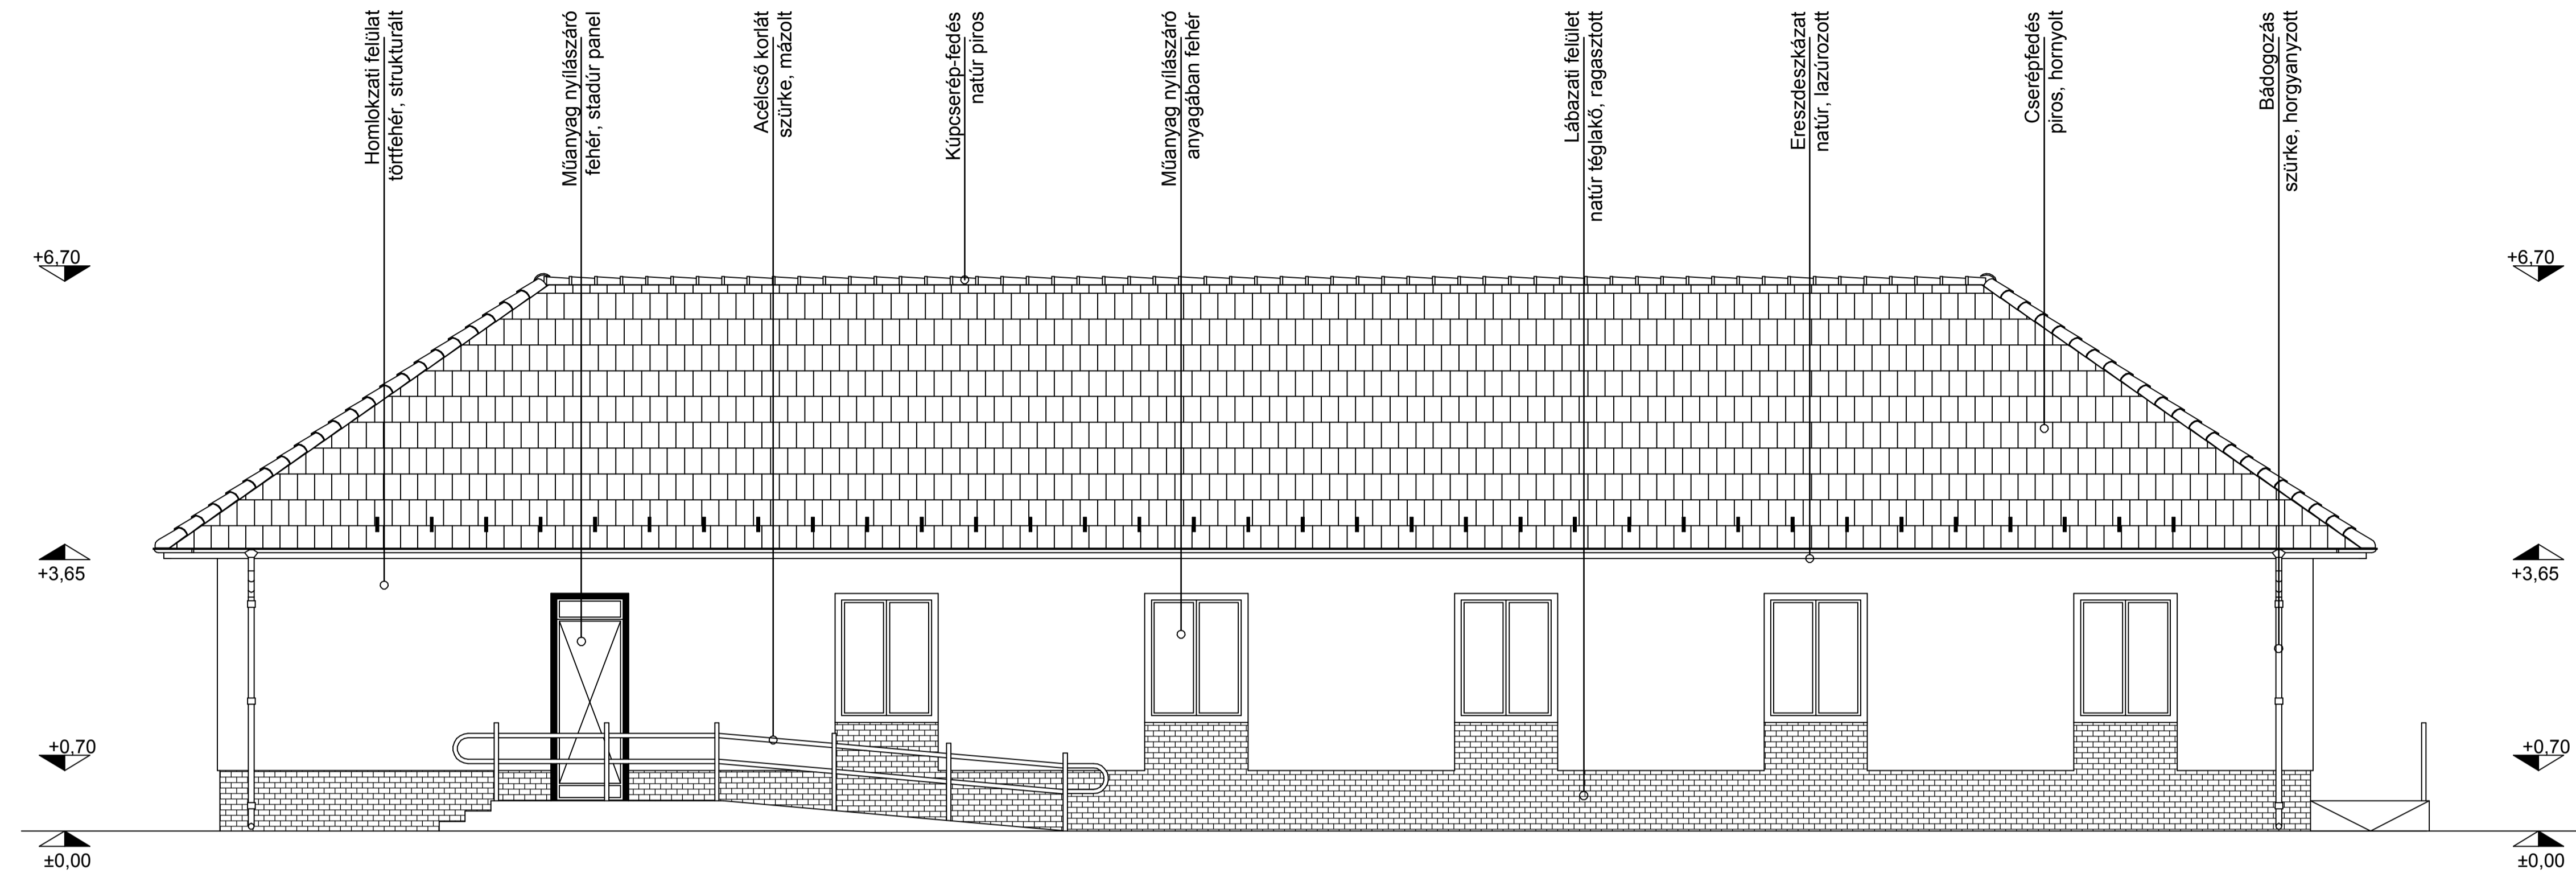 Homlokzati felülat
törtfehér, strukturált
Műanyag nyílászáró
fehér, stadúr panel
Acélcső korlát
szürke, mázolt
Kúpcserép-fedés
natúr piros
Műanyag nyílászáró
anyagában fehér
Lábazati felület
natúr téglakő, ragasztott
Ereszdeszkázat
natúr, lazúrozott
Cserépfedés
piros, hornyolt
Bádogozás
szürke, horgyanyzott
+6,70
+6,70
+3,65
+3,65
+0,70
+0,70
±0,00
±0,00